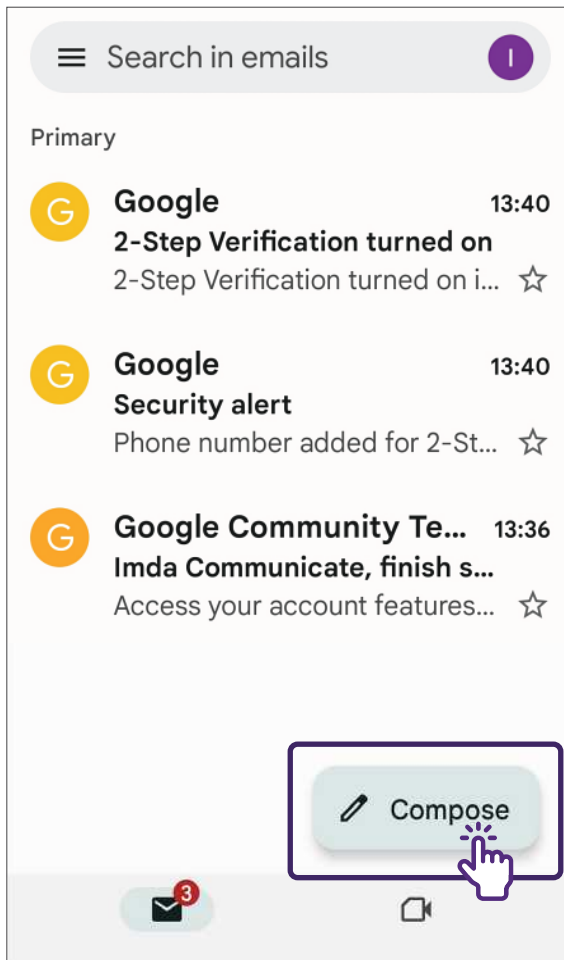 Search in emails
I
Primary
G
Google
13:40
2-Step Verification turned on
2-Step Verification turned on i...
G
Google
13:40
Security alert
Phone number added for 2-St...
G
Google Community Te...
13:36
Imda Communicate, finish s...
Access your account features...
Compose
3